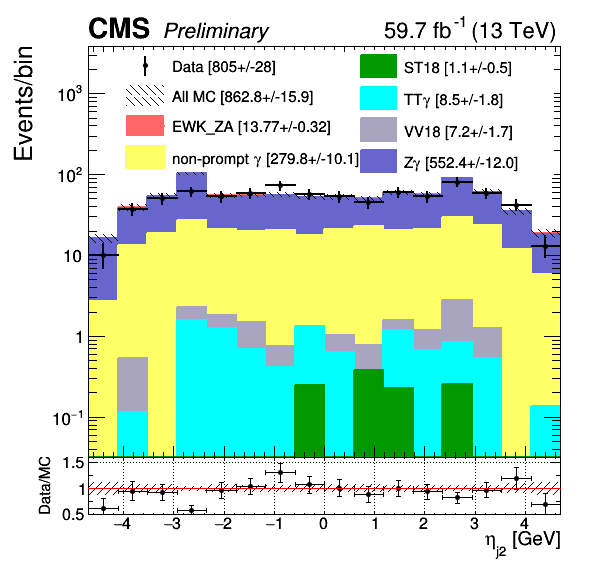 CMS Preliminary 59.7 fb⁻¹ (13 TeV)
Events/bin
Data [805+/-28]
All MC [862.8+/-15.9]
EWK_ZA [13.77+/-0.32]
non-prompt γ [279.8+/-10.1]
ST18 [1.1+/-0.5]
TTγ [8.5+/-1.8]
VV18 [7.2+/-1.7]
Zγ [552.4+/-12.0]
10³
10²
10
1
10⁻¹
Data/MC
1.5
1
0.5
−4 −3 −2 −1 0 1 2 3 4
η_j2 [GeV]